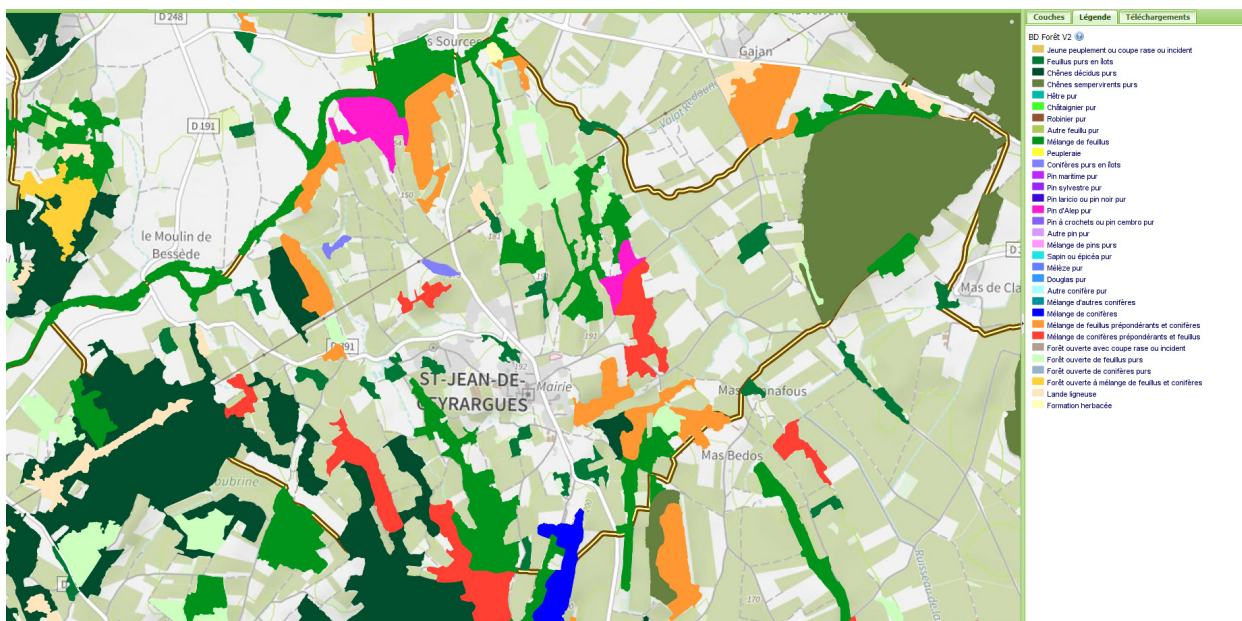 D 248
Gajan
Couches Légende Téléchargements
BD Forêt V2
Jeune peuplement ou coupe rase ou incident
Feuillus purs en îlots
Chênes décidus purs
Chênes sempervirents purs
Hêtre pur
Châtaignier pur
Robinier pur
Autre feuillu pur
Mélange de feuillus
Peupleraie
Conifères purs en îlots
Pin maritime pur
Pin sylvestre pur
Pin laricio ou pin noir pur
Pin d'Alep pur
Pin à crochets ou pin cembro pur
Autre pin pur
Mélange de pins purs
Sapin ou épicéa pur
Mélèze pur
Douglas pur
Autre conifère pur
Mélange d'autres conifères
Mélange de conifères
Mélange de feuillus prépondérants et conifères
Mélange de conifères prépondérants et feuillus
Forêt ouverte avec coupe rase ou incident
Forêt ouverte de feuillus purs
Forêt ouverte de conifères purs
Forêt ouverte à mélange de feuillus et conifères
Lande ligneuse
Formation herbacée
Sources
D 191
150
le Moulin de
Bessède
191
Mas de Cla
191
192
ST-JEAN-DE-
Mairie
Mas Bedos
170
Ruisseau de la